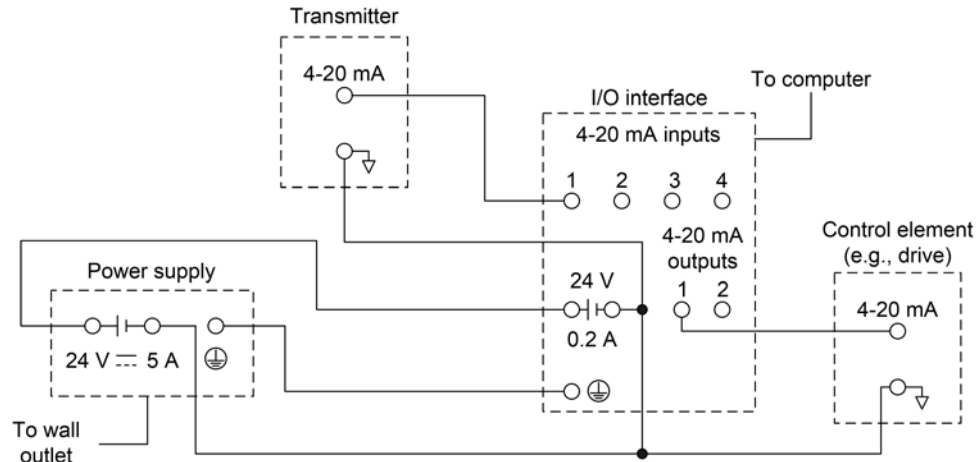 Transmitter
4-20 mA
To computer
I/O interface
4-20 mA inputs
1 2 3 4
4-20 mA
outputs
1 2
24 V
0.2 A
Control element
(e.g., drive)
4-20 mA
Power supply
24 V ⎓ 5 A
To wall
outlet